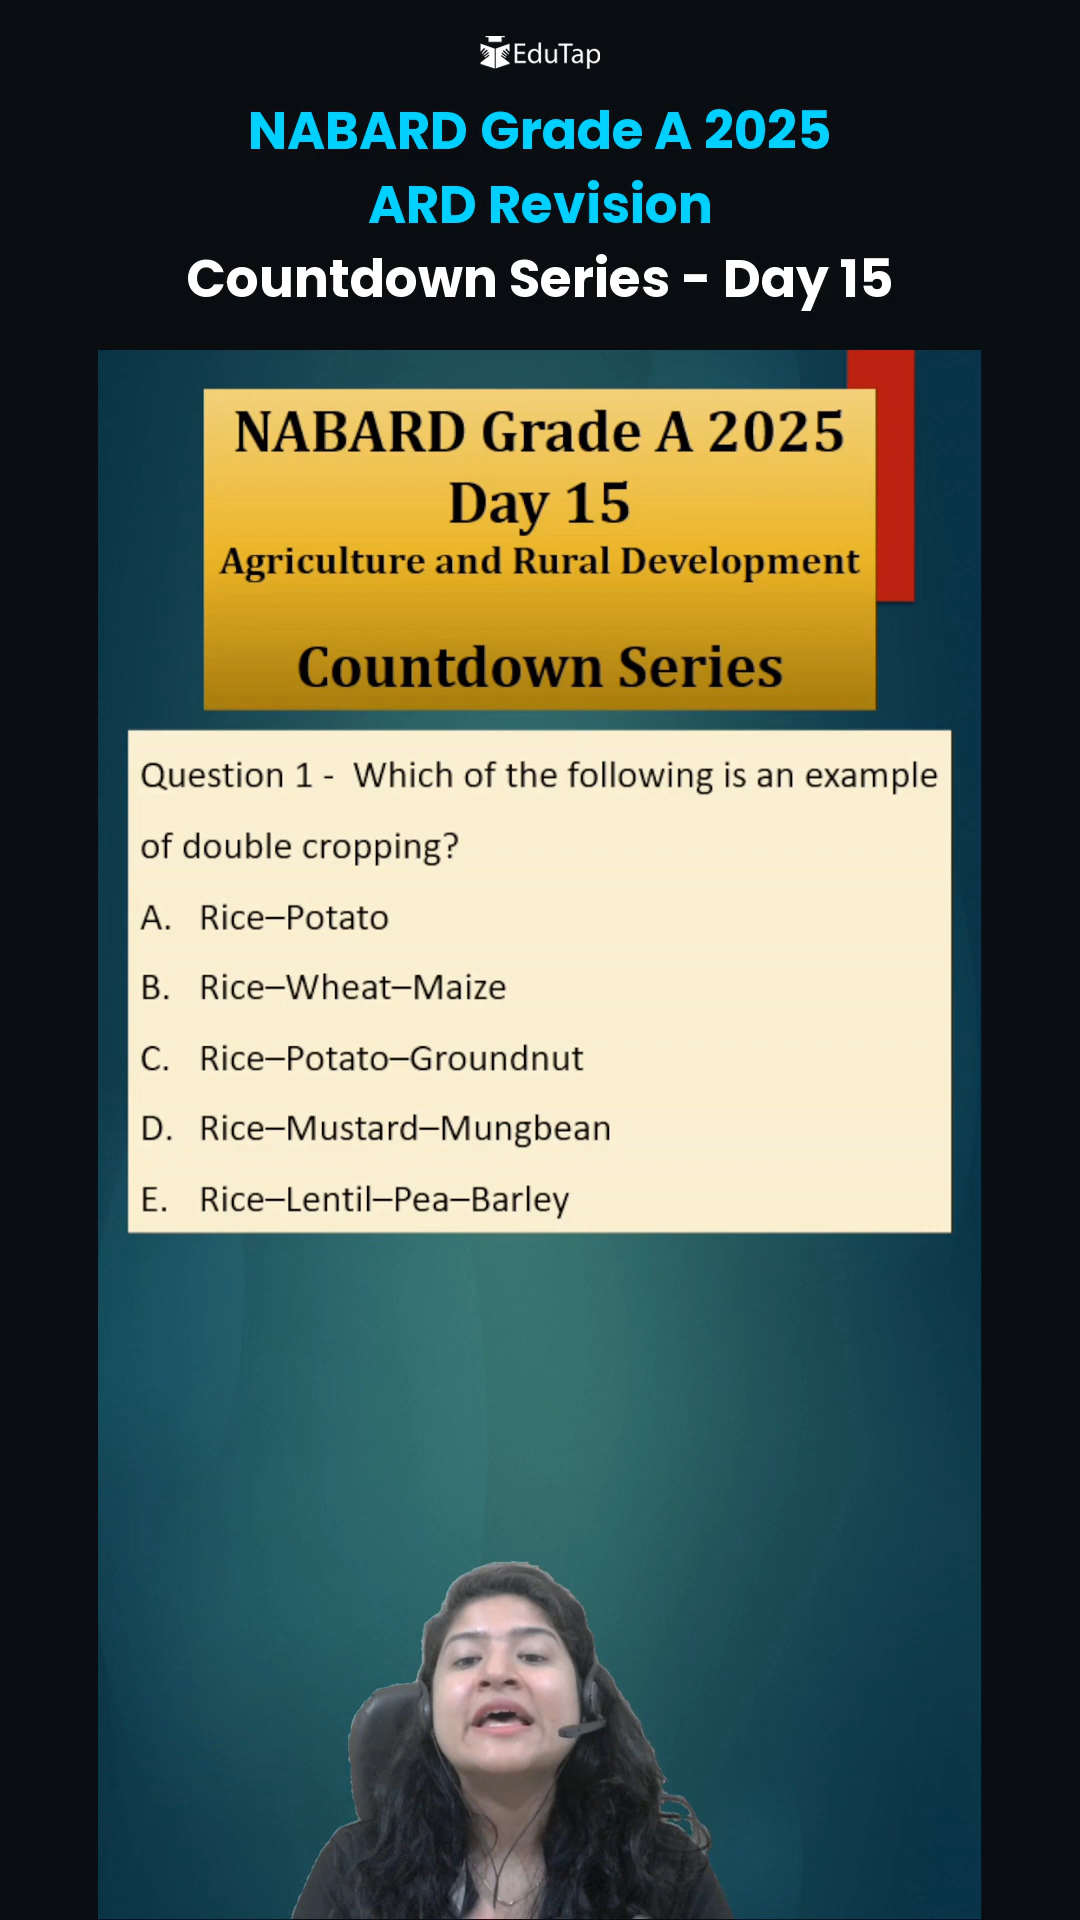 EduTap
NABARD Grade A 2025
ARD Revision
Countdown Series - Day 15
NABARD Grade A 2025
Day 15
Agriculture and Rural Development
Countdown Series
Question 1 -  Which of the following is an example
of double cropping?
A. Rice–Potato
B. Rice–Wheat–Maize
C. Rice–Potato–Groundnut
D. Rice–Mustard–Mungbean
E. Rice–Lentil–Pea–Barley